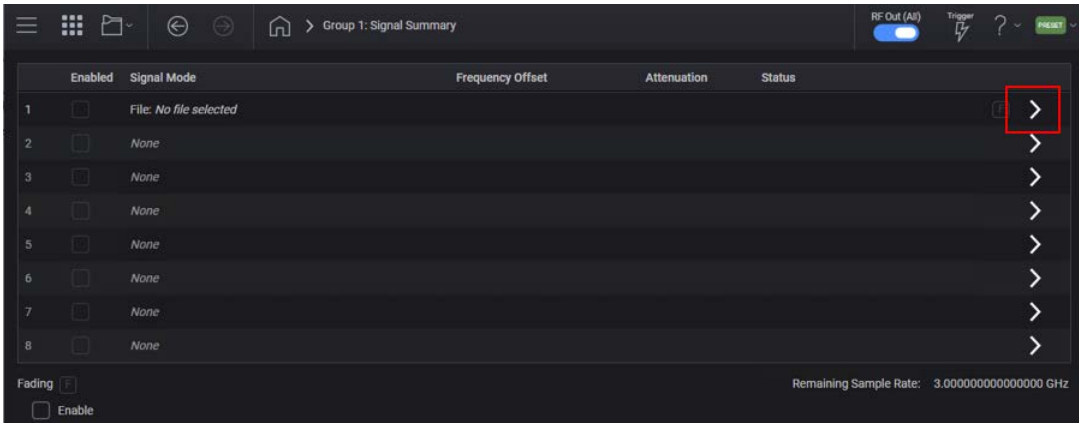 Group 1: Signal Summary RF Out (All) Trigger ? PRESET
Enabled Signal Mode Frequency Offset Attenuation Status
1 File: No file selected F
2 None
3 None
4 None
5 None
6 None
7 None
8 None
Fading F Remaining Sample Rate: 3.000000000000000 GHz
Enable